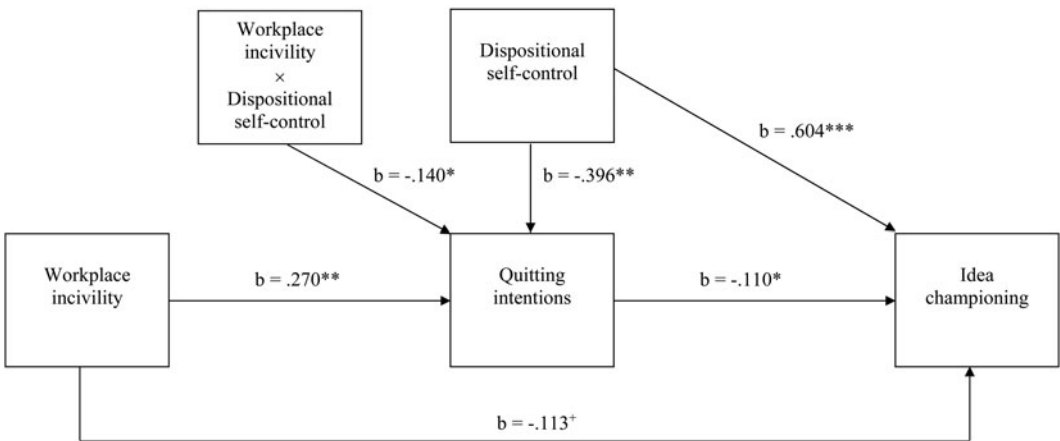 Workplace
incivility
×
Dispositional
self-control
Dispositional
self-control
b = .604***
b = -.140*
b = -.396**
Workplace
incivility
b = .270**
Quitting
intentions
b = -.110*
Idea
championing
b = -.113+